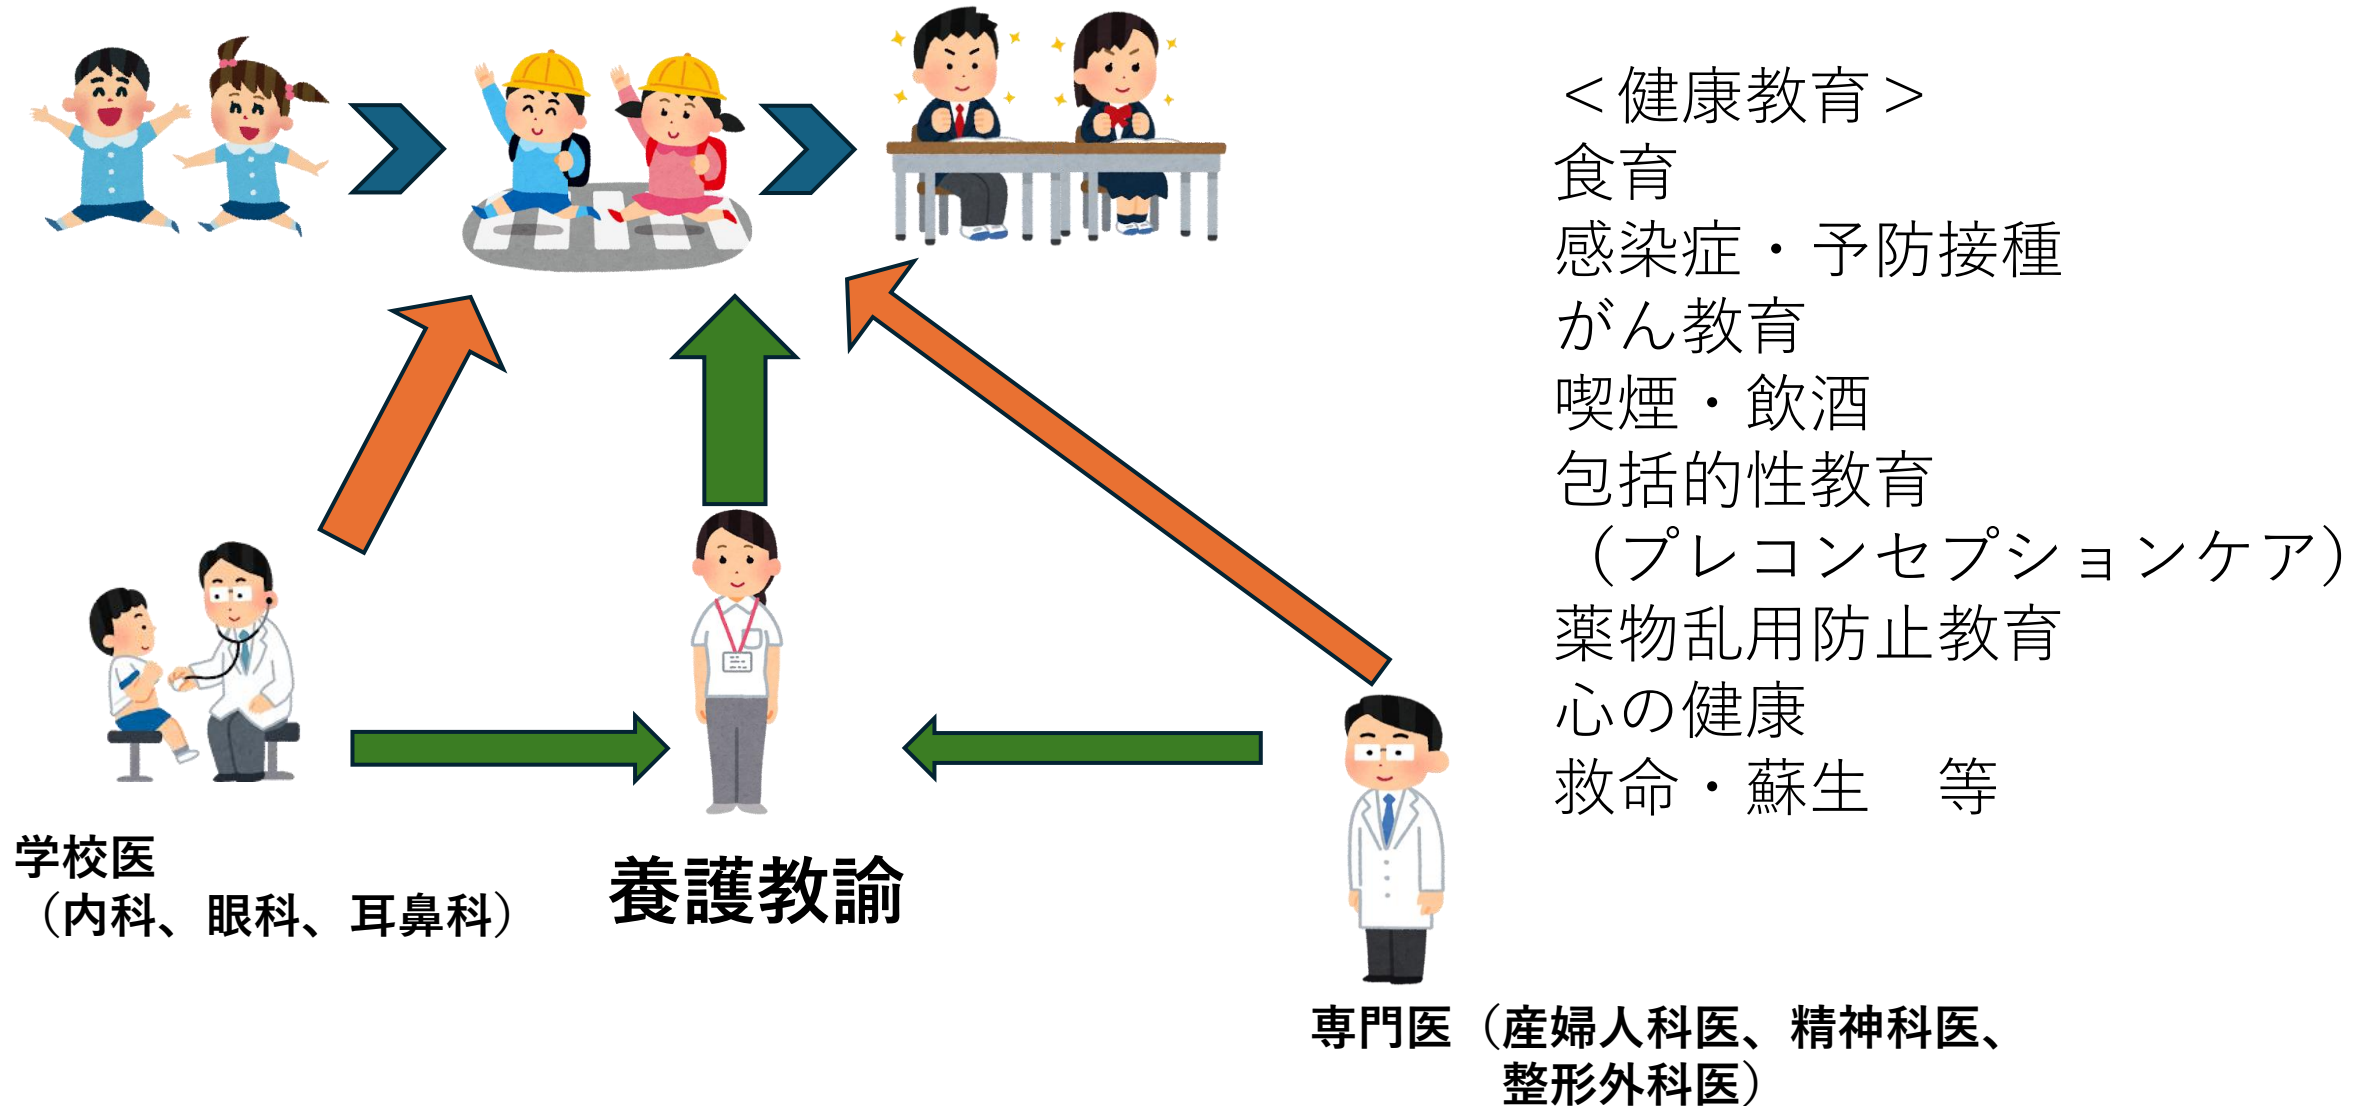 ＜健康教育＞
食育
感染症・予防接種
がん教育
喫煙・飲酒
包括的性教育
（プレコンセプションケア）
薬物乱用防止教育
心の健康
救命・蘇生　等
学校医
（内科、眼科、耳鼻科）
養護教諭
専門医（産婦人科医、精神科医、
整形外科医）